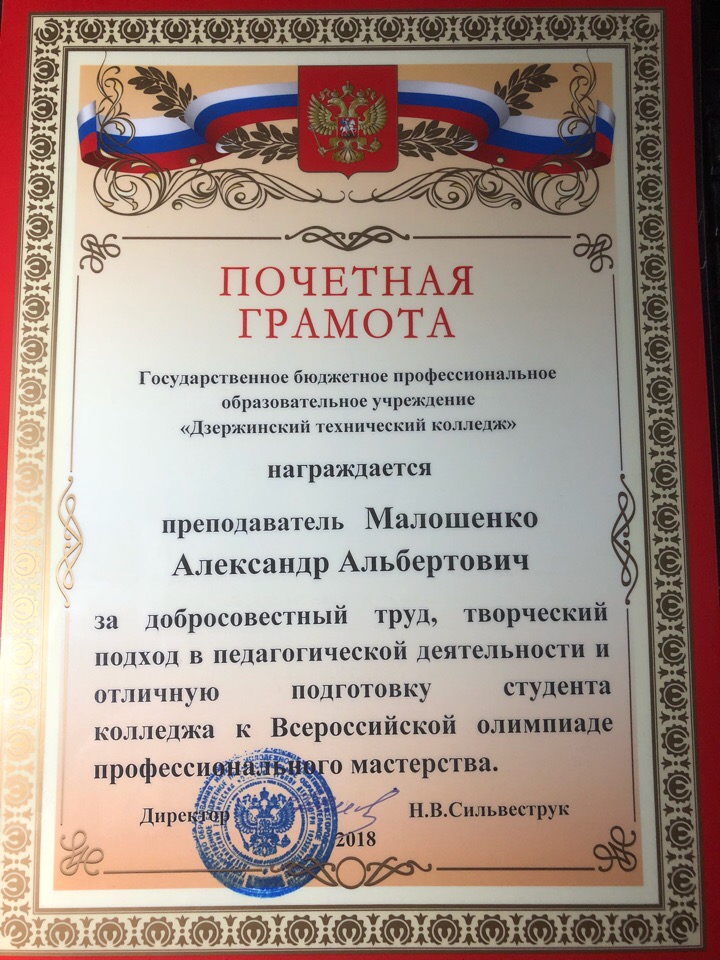 ПОЧЕТНАЯ
ГРАМОТА
Государственное бюджетное профессиональное
образовательное учреждение
«Дзержинский технический колледж»
награждается
преподаватель Малошенко
Александр Альбертович
за добросовестный труд, творческий
подход в педагогической деятельности и
отличную подготовку студента
колледжа к Всероссийской олимпиаде
профессионального мастерства.
Директор Н.В.Сильвеструк
2018